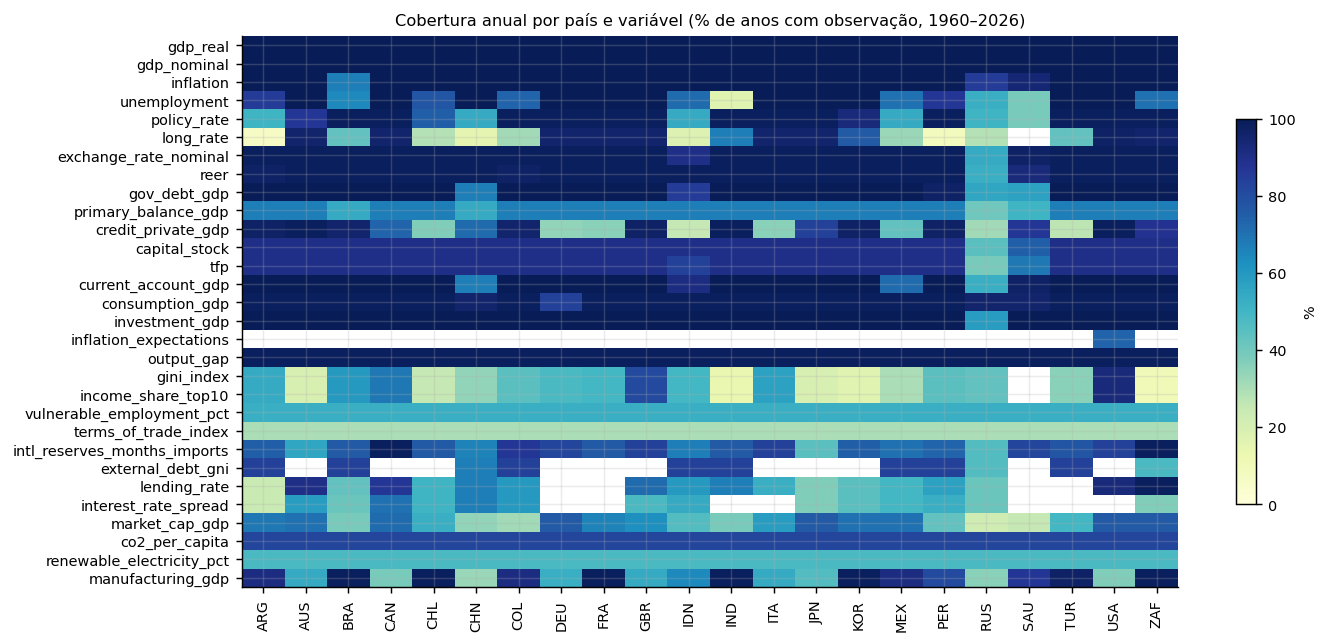 Cobertura anual por país e variável (% de anos com observação, 1960–2026)
gdp_real
gdp_nominal
inflation
unemployment
policy_rate
long_rate
exchange_rate_nominal
reer
gov_debt_gdp
primary_balance_gdp
credit_private_gdp
capital_stock
tfp
current_account_gdp
consumption_gdp
investment_gdp
inflation_expectations
output_gap
gini_index
income_share_top10
vulnerable_employment_pct
terms_of_trade_index
intl_reserves_months_imports
external_debt_gni
lending_rate
interest_rate_spread
market_cap_gdp
co2_per_capita
renewable_electricity_pct
manufacturing_gdp
ARG AUS BRA CAN CHL CHN COL DEU FRA GBR IDN IND ITA JPN KOR MEX PER RUS SAU TUR USA ZAF
100
80
60
40
20
0
%